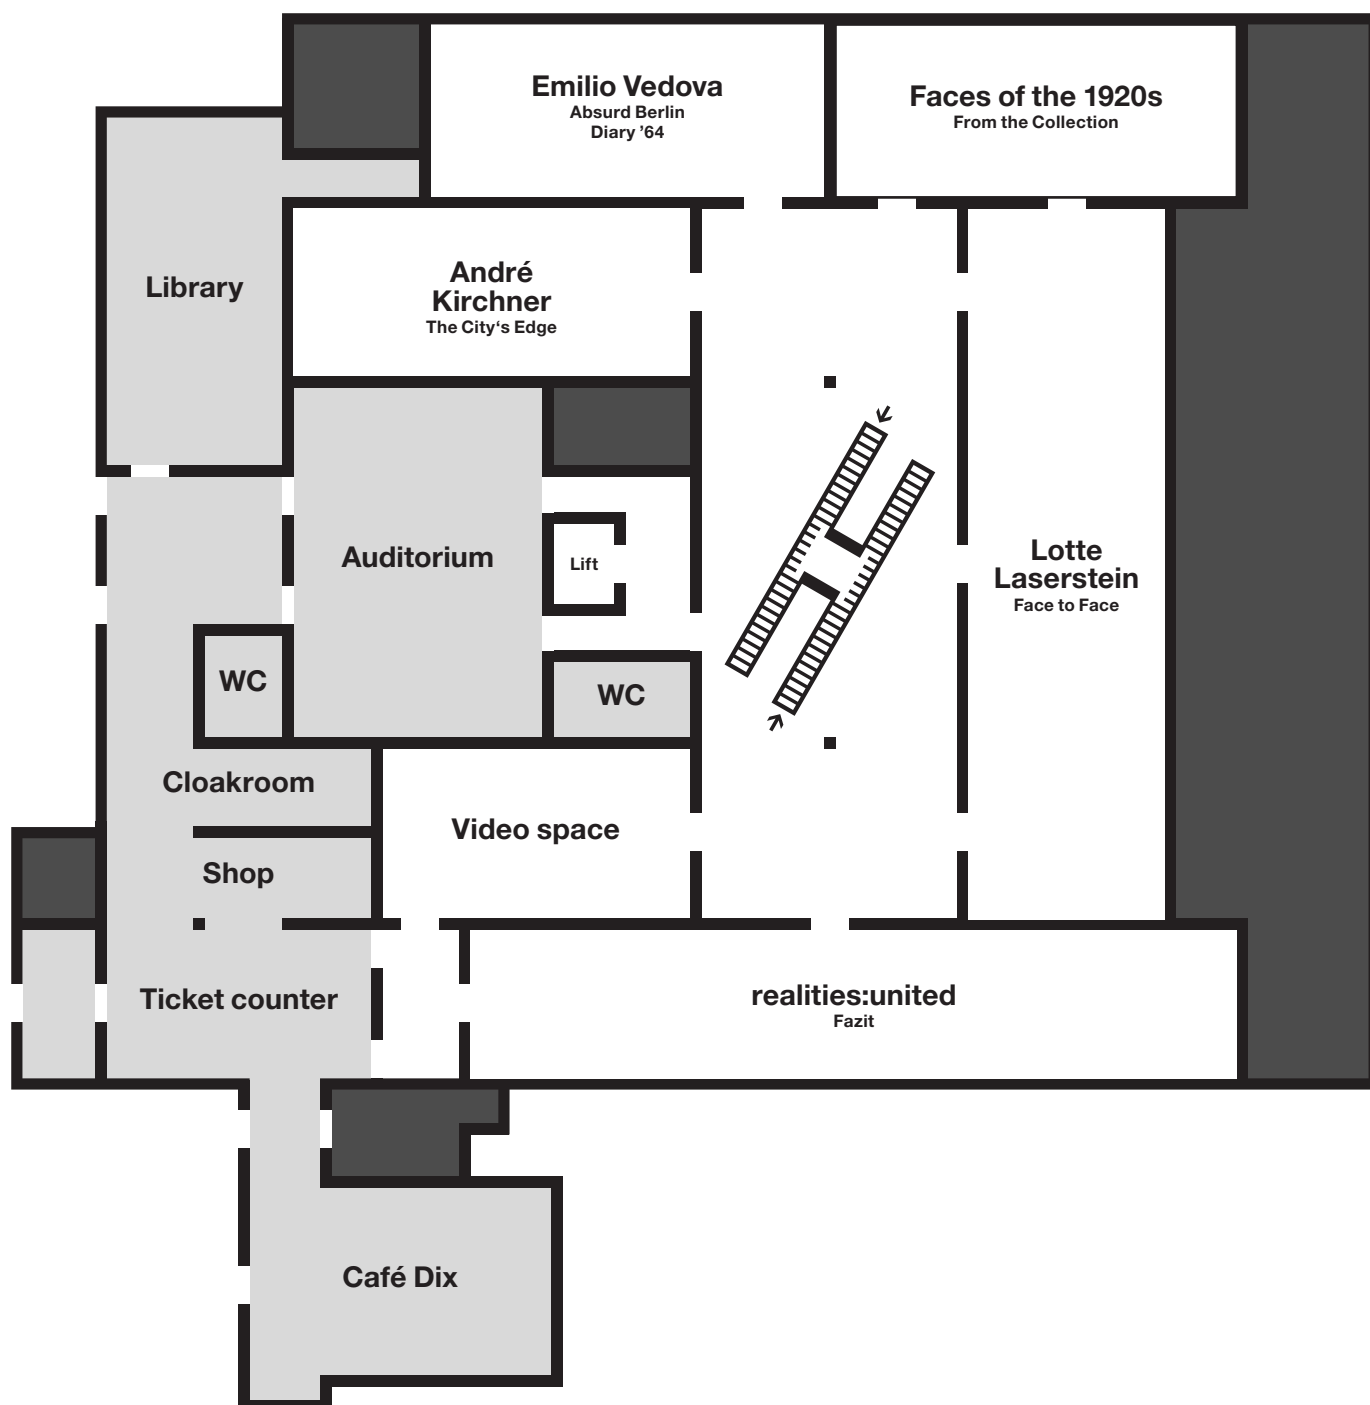 Emilio Vedova
Absurd Berlin
Diary ’64
Faces of the 1920s
From the Collection
Library
André
Kirchner
The City‘s Edge
Auditorium
Lift
Lotte
Laserstein
Face to Face
WC
WC
Cloakroom
Video space
Shop
Ticket counter
realities:united
Fazit
Café Dix